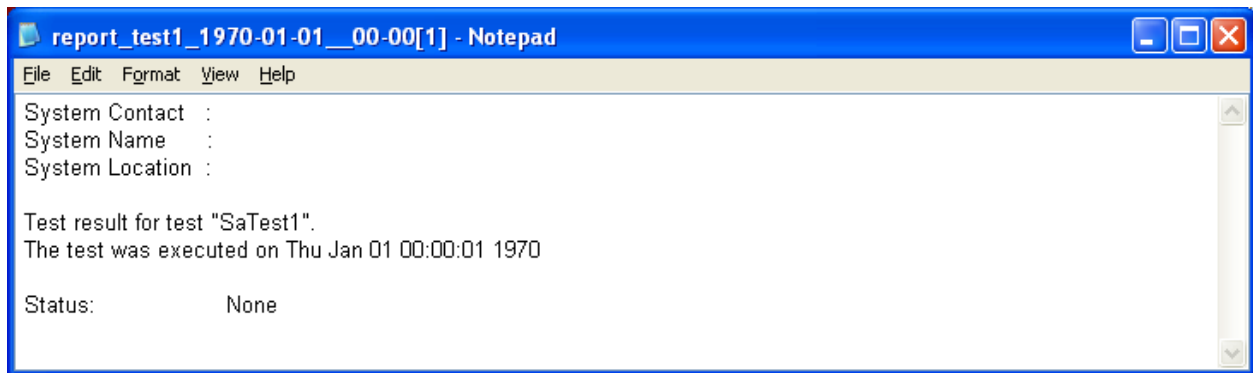 report_test1_1970-01-01__00-00[1] - Notepad
File Edit Format View Help
System Contact :
System Name :
System Location :
Test result for test "SaTest1".
The test was executed on Thu Jan 01 00:00:01 1970
Status: None